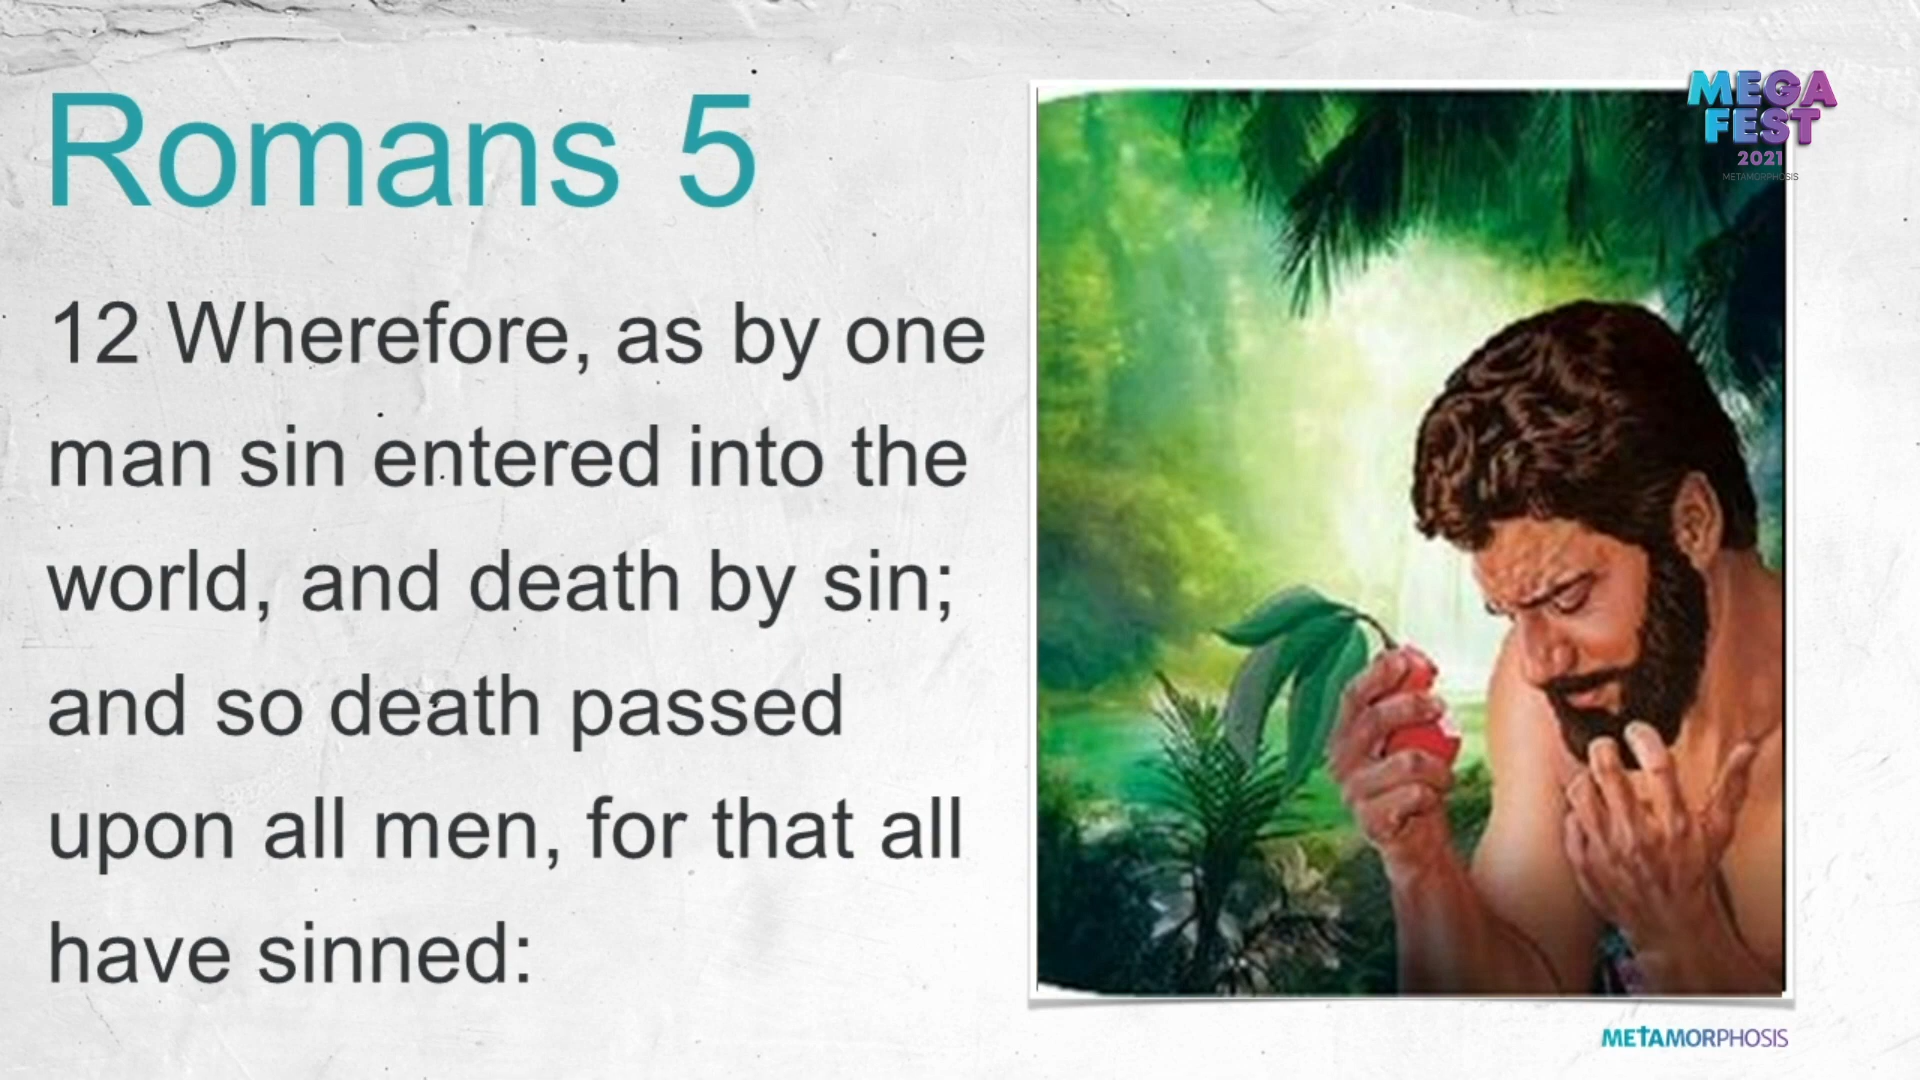 Romans 5
12 Wherefore, as by one
man sin entered into the
world, and death by sin;
and so death passed
upon all men, for that all
have sinned:
MEGA
FEST
2021
METAMORPHOSIS
METAMORPHOSIS